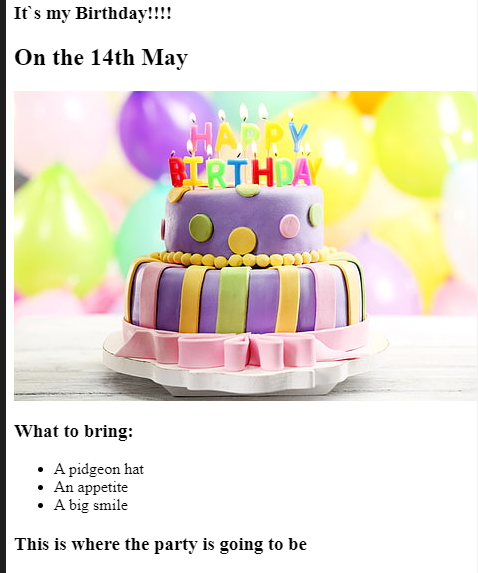 It`s my Birthday!!!!
On the 14th May
HAPPY
BIRTHDAY
What to bring:
A pidgeon hat
An appetite
A big smile
This is where the party is going to be